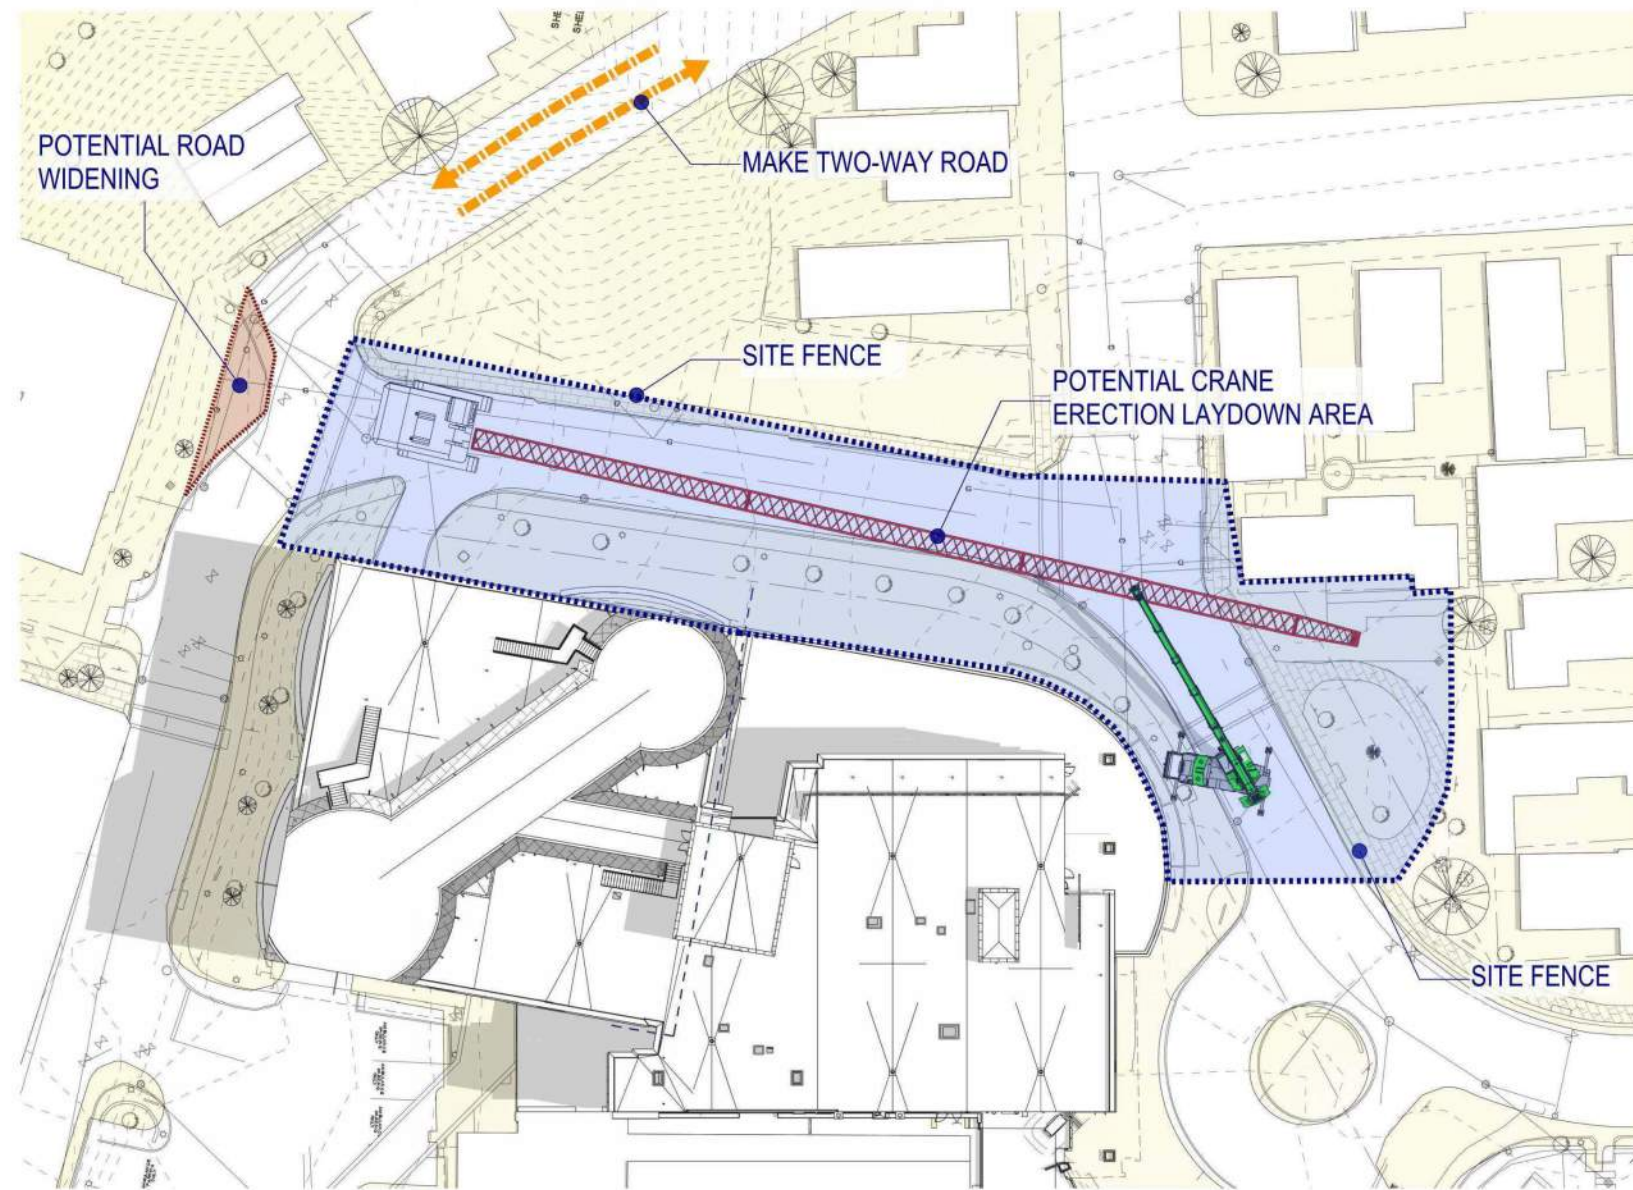 POTENTIAL ROAD
WIDENING
MAKE TWO-WAY ROAD
SITE FENCE
POTENTIAL CRANE
ERECTION LAYDOWN AREA
SITE FENCE